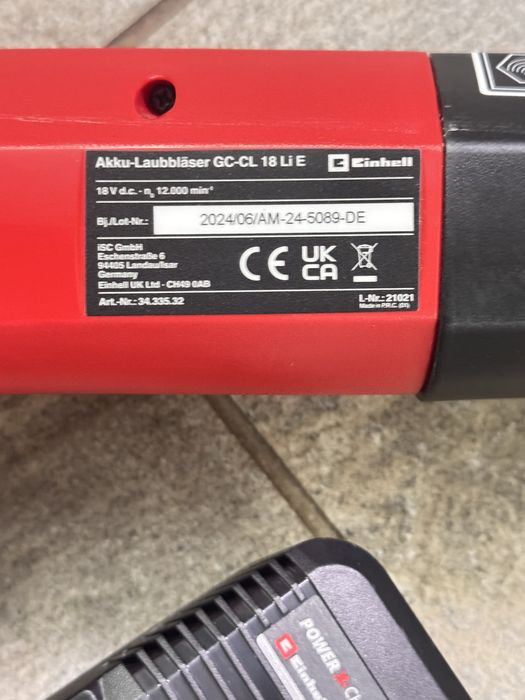 Akku-Laubbläser GC-CL 18 Li E Einhell
18 V d.c. - n₀ 12.000 min⁻¹
Bj./Lot-Nr.: 2024/06/AM-24-5089-DE
iSC GmbH
Eschenstraße 6
94405 Landau/Isar
Germany
Einhell UK Ltd - CH49 0AB
CE UK
CA
Art.-Nr.: 34.335.32 I.-Nr.: 21021
Made in P.R.C. (01)
POWER
Einhell